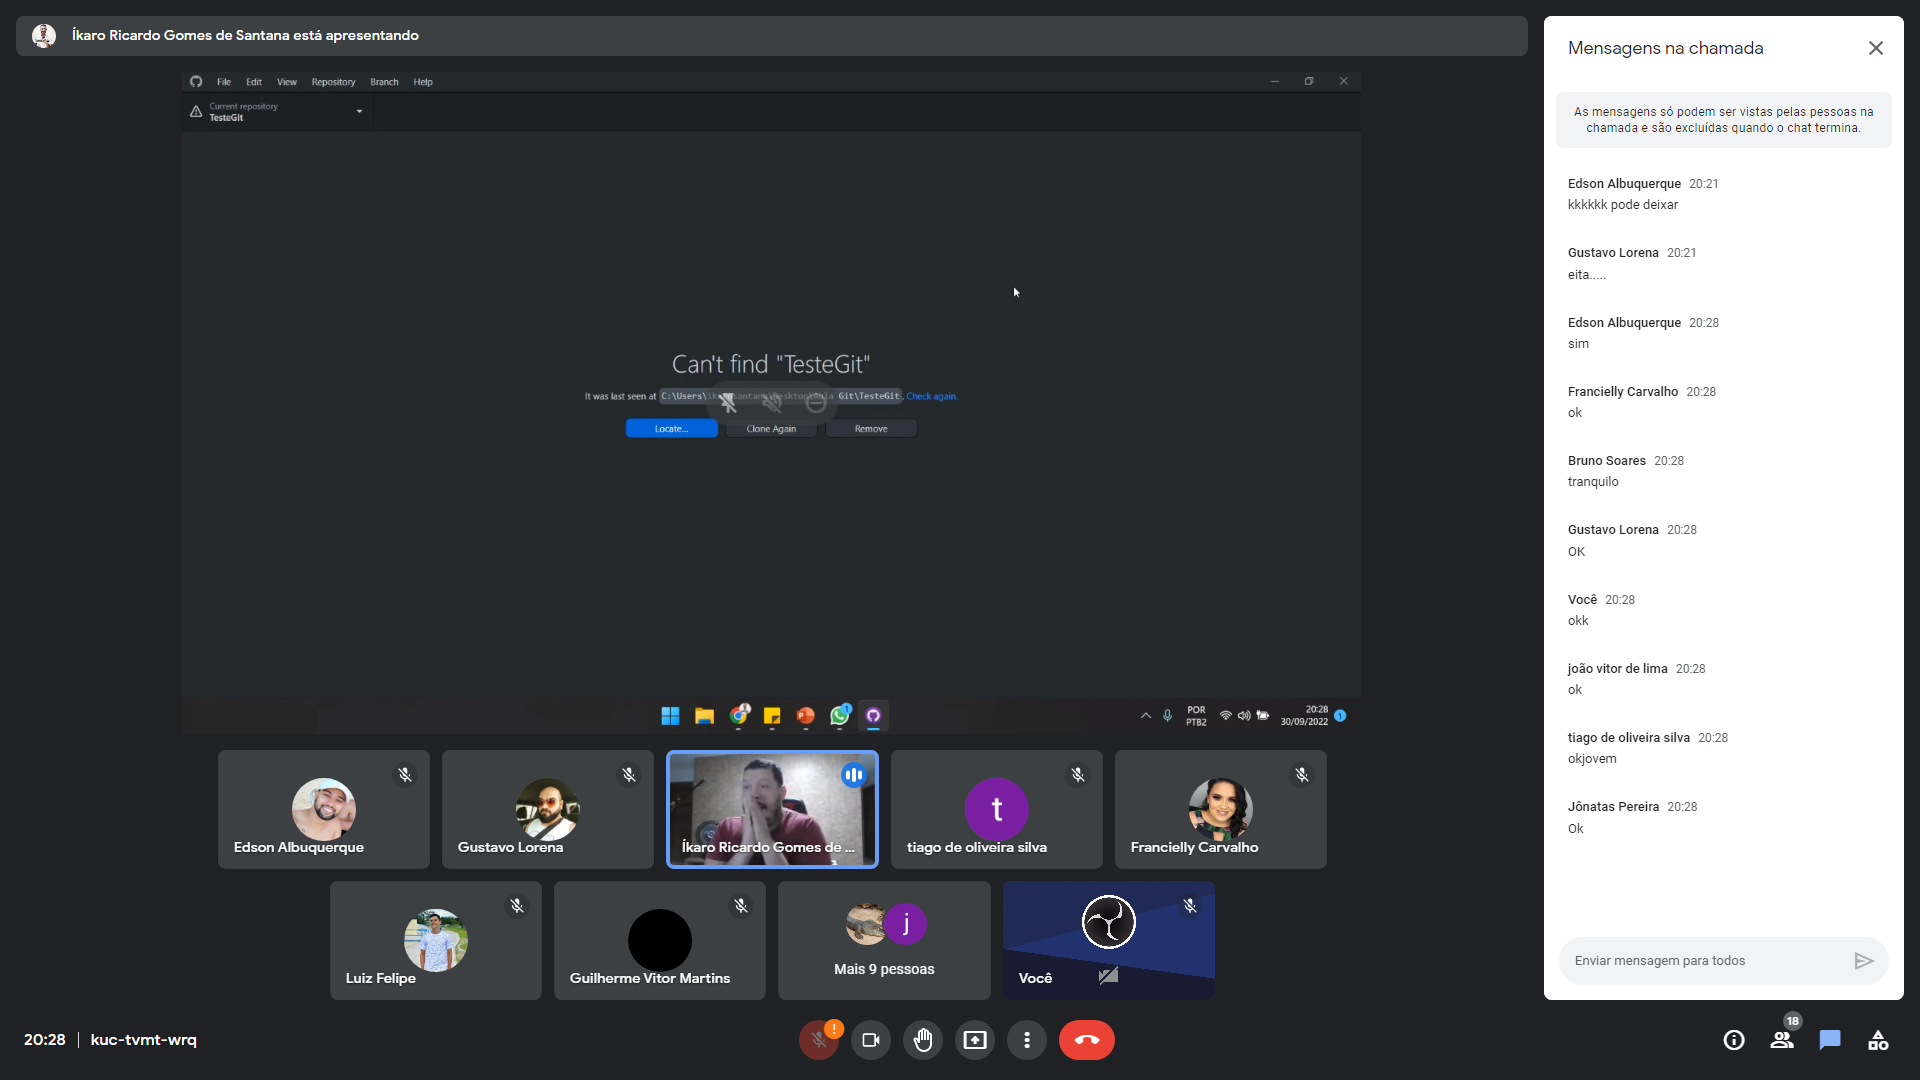 Íkaro Ricardo Gomes de Santana está apresentando
File Edit View Repository Branch Help
Current repository
TesteGit
Can't find "TesteGit"
It was last seen at C:\Users\ Git\TesteGit. Check again.
Locate... Clone Again Remove
POR
PTB2
20:28
30/09/2022
1
Edson Albuquerque
Gustavo Lorena
Íkaro Ricardo Gomes de ...
t
tiago de oliveira silva
Francielly Carvalho
Luiz Felipe
Guilherme Vitor Martins
j
Mais 9 pessoas
Você
20:28 | kuc-tvmt-wrq
!
18
Mensagens na chamada
As mensagens só podem ser vistas pelas pessoas na
chamada e são excluídas quando o chat termina.
Edson Albuquerque 20:21
kkkkkk pode deixar
Gustavo Lorena 20:21
eita.....
Edson Albuquerque 20:28
sim
Francielly Carvalho 20:28
ok
Bruno Soares 20:28
tranquilo
Gustavo Lorena 20:28
OK
Você 20:28
okk
joão vitor de lima 20:28
ok
tiago de oliveira silva 20:28
okjovem
Jônatas Pereira 20:28
Ok
Enviar mensagem para todos